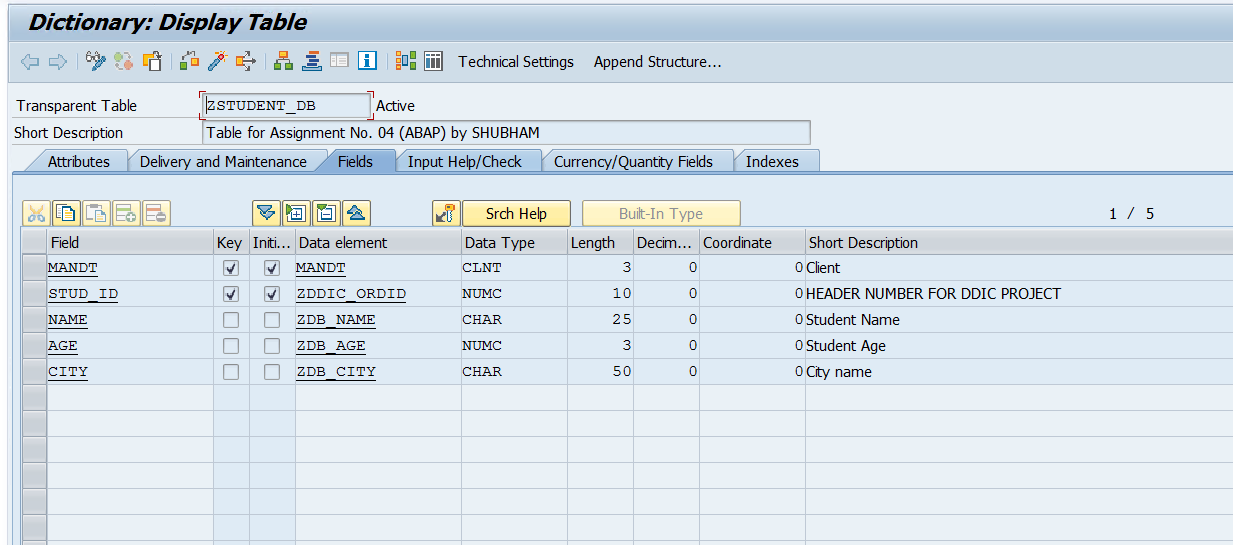 Dictionary: Display Table
Technical Settings Append Structure...
Transparent Table ZSTUDENT_DB Active
Short Description Table for Assignment No. 04 (ABAP) by SHUBHAM
Attributes Delivery and Maintenance Fields Input Help/Check Currency/Quantity Fields Indexes
Srch Help Built-In Type 1 / 5
Field Key Initi... Data element Data Type Length Decim... Coordinate Short Description
MANDT MANDT CLNT 3 0 0 Client
STUD_ID ZDDIC_ORDID NUMC 10 0 0 HEADER NUMBER FOR DDIC PROJECT
NAME ZDB_NAME CHAR 25 0 0 Student Name
AGE ZDB_AGE NUMC 3 0 0 Student Age
CITY ZDB_CITY CHAR 50 0 0 City name